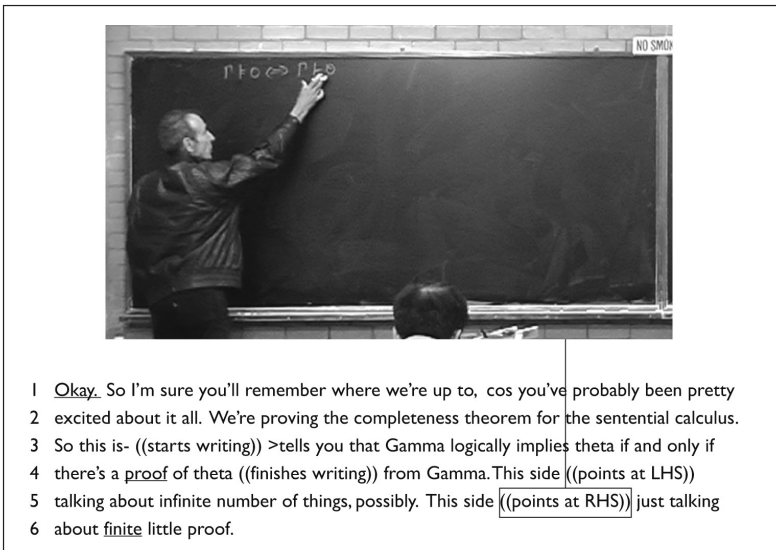 NO SMOK
Γ⊢Θ ⇔ Γ⊢Θ
1 Okay. So I'm sure you'll remember where we're up to, cos you've probably been pretty
2 excited about it all. We're proving the completeness theorem for the sentential calculus.
3 So this is- ((starts writing)) >tells you that Gamma logically implies theta if and only if
4 there's a proof of theta ((finishes writing)) from Gamma. This side ((points at LHS))
5 talking about infinite number of things, possibly. This side ((points at RHS)) just talking
6 about finite little proof.